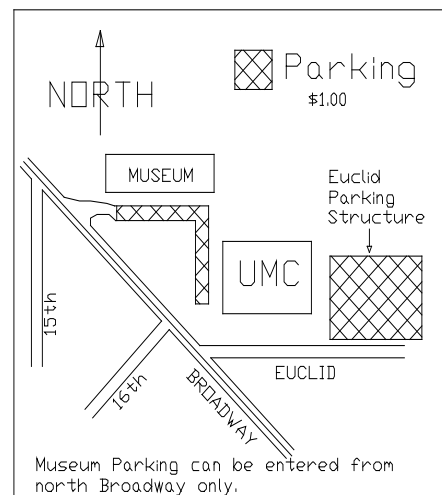 NORTH
Parking
$1.00
MUSEUM
Euclid
Parking
Structure
UMC
15th
16th
BROADWAY
EUCLID
Museum Parking can be entered from
north Broadway only.